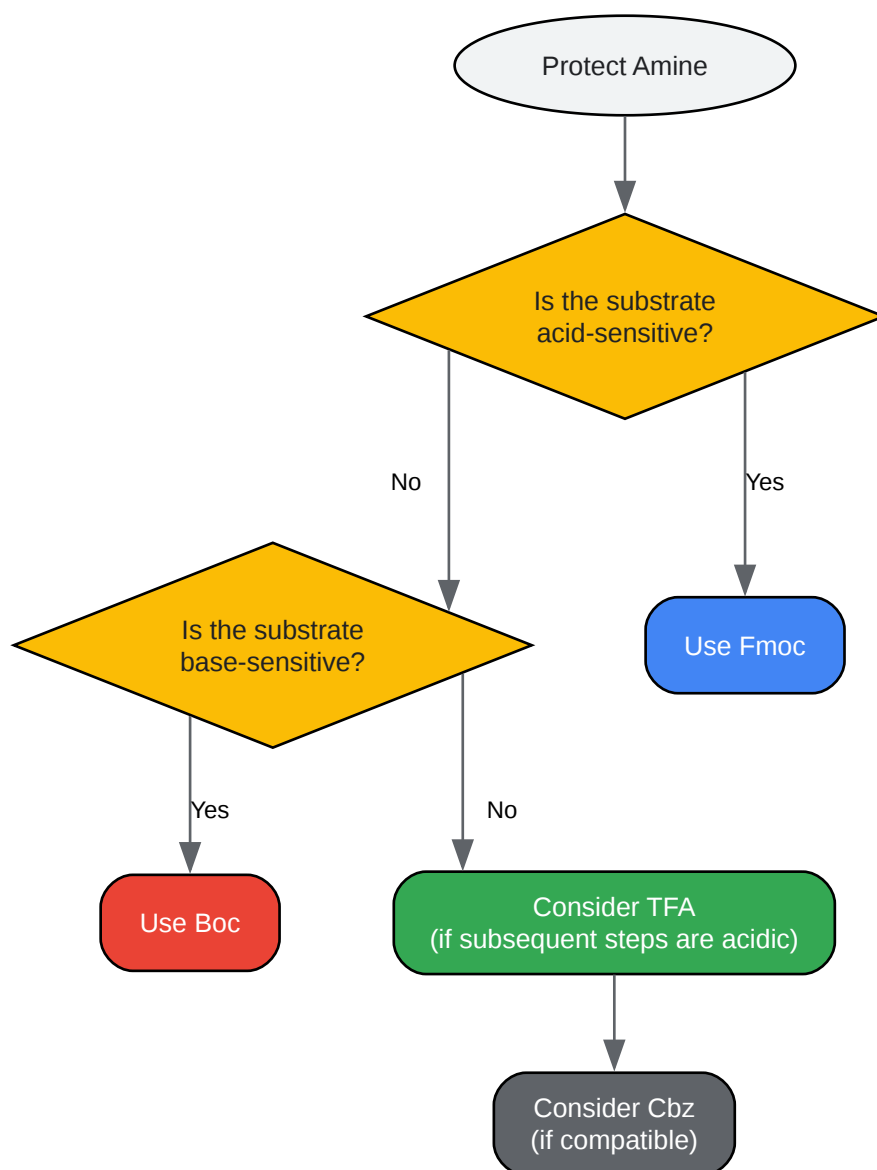 Protect Amine
Is the substrate
acid-sensitive?
No
Yes
Is the substrate
base-sensitive?
Use Fmoc
Yes
No
Use Boc
Consider TFA
(if subsequent steps are acidic)
Consider Cbz
(if compatible)